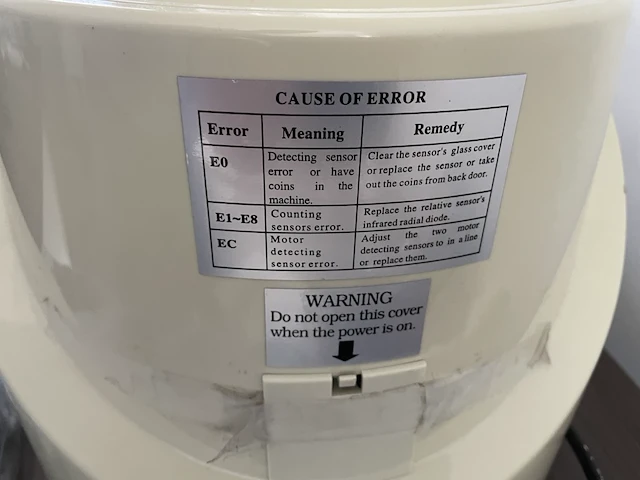 CAUSE OF ERROR
Error Meaning Remedy
E0
Detecting sensor
error or have
coins in the
machine.
Clear the sensor's glass cover
or replace the sensor or take
out the coins from back door.
E1~E8
Counting
sensors error.
Replace the relative sensor's
infrared radial diode.
EC
Motor
detecting
sensor error.
Adjust the two motor
detecting sensors to in a line
or replace them.
WARNING
Do not open this cover
when the power is on.